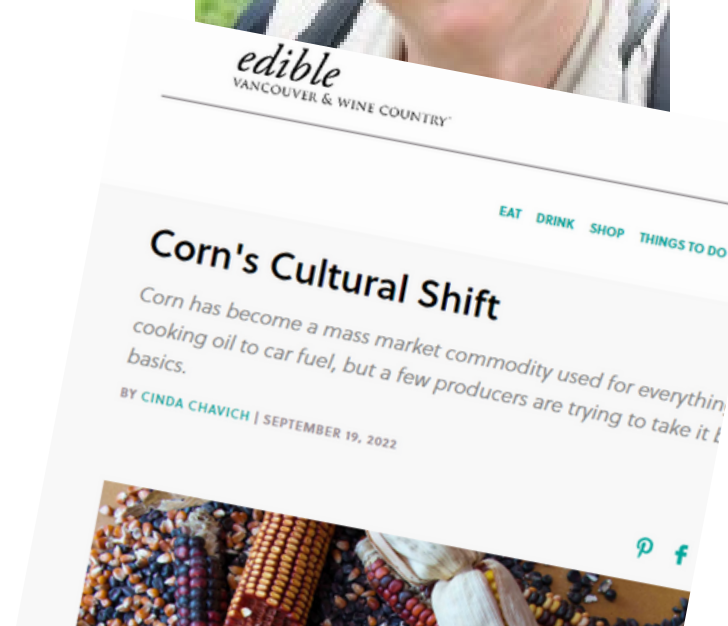 edible
VANCOUVER & WINE COUNTRY
EAT DRINK SHOP THINGS TO DO
Corn's Cultural Shift
Corn has become a mass market commodity used for
cooking oil to car fuel, but a few producers are trying to take it
basics.
BY CINDA CHAVICH | SEPTEMBER 19, 2022